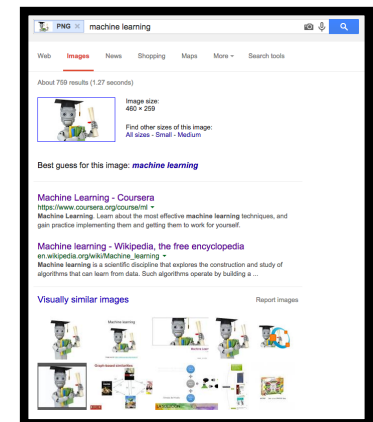 PNG × machine learning
Web Images News Shopping Maps More Search tools
About 759 results (1.27 seconds)
Image size:
460 × 259
Find other sizes of this image:
All sizes - Small - Medium
Best guess for this image: machine learning
Machine Learning - Coursera
https://www.coursera.org/course/ml
Machine Learning. Learn about the most effective machine learning techniques, and
gain practice implementing them and getting them to work for yourself.
Machine learning - Wikipedia, the free encyclopedia
en.wikipedia.org/wiki/Machine_learning
Machine learning is a scientific discipline that explores the construction and study of
algorithms that can learn from data. Such algorithms operate by building a ...
Visually similar images Report images
Machine learning